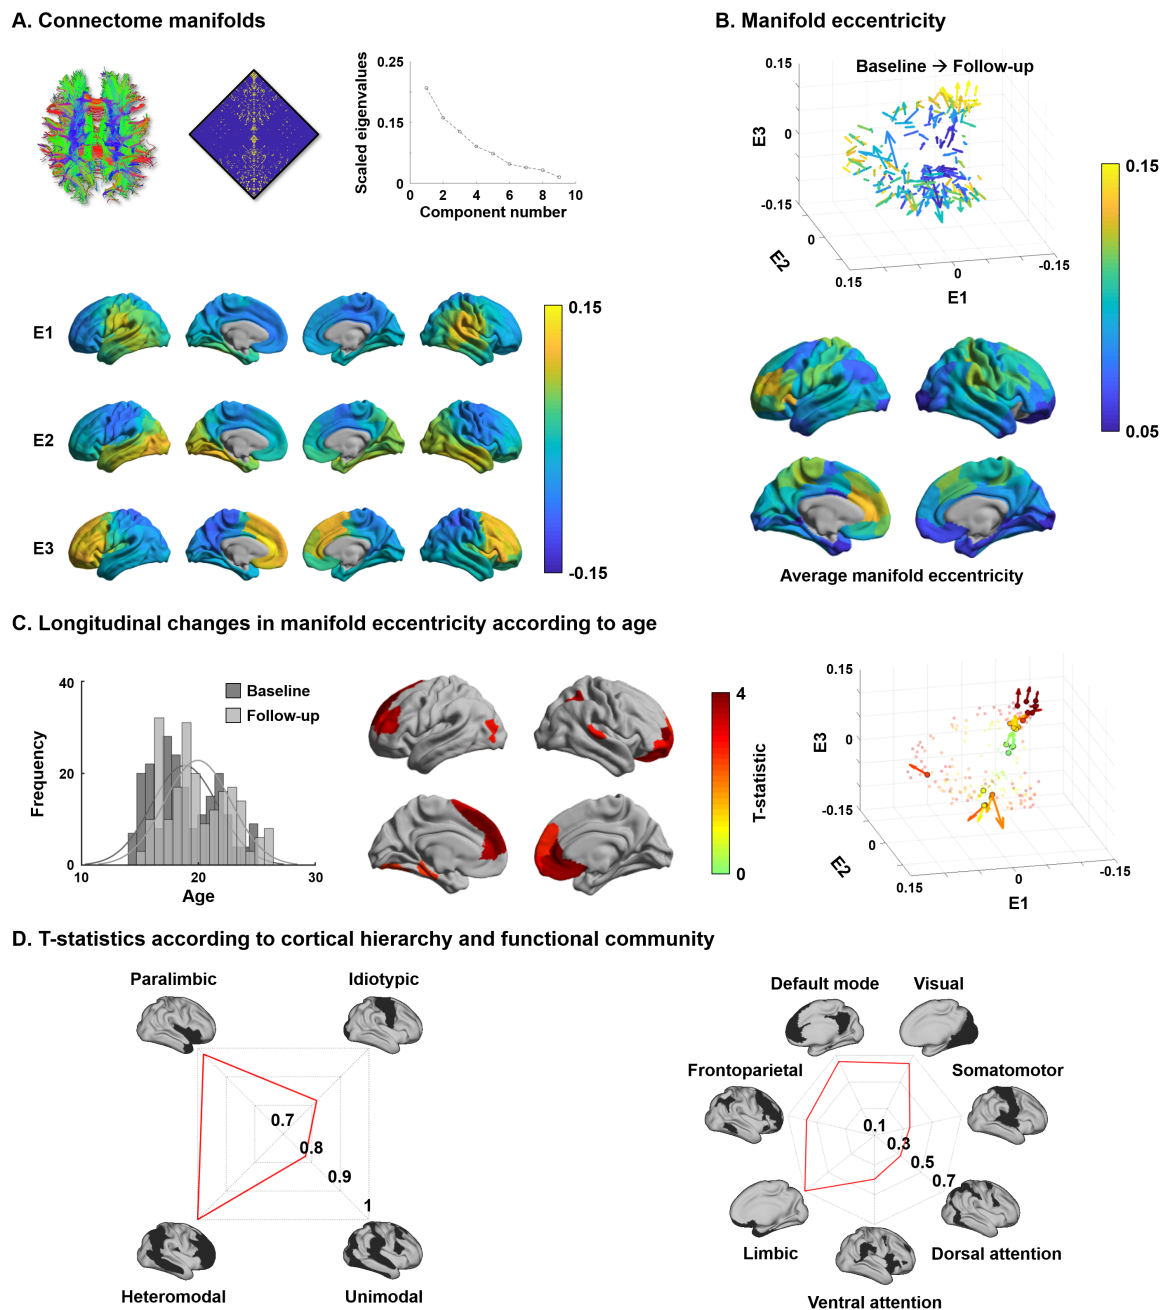 A. Connectome manifolds
0.25
0.15
0
Scaled eigenvalues
0
2
4
6
8
10
Component number
E1
E2
E3
0.15
-0.15
B. Manifold eccentricity
Baseline → Follow-up
0.15
0
-0.15
E3
0
0.15
E2
0
-0.15
E1
0.15
0.05
Average manifold eccentricity
C. Longitudinal changes in manifold eccentricity according to age
40
20
0
Frequency
Baseline
Follow-up
10
20
30
Age
4
0
T-statistic
0.15
0
-0.15
E3
0
0.15
E2
0
-0.15
E1
D. T-statistics according to cortical hierarchy and functional community
Paralimbic
Idiotypic
0.7
0.8
0.9
1
Heteromodal
Unimodal
Default mode
Visual
Frontoparietal
Somatomotor
0.1
0.3
0.5
0.7
Limbic
Dorsal attention
Ventral attention